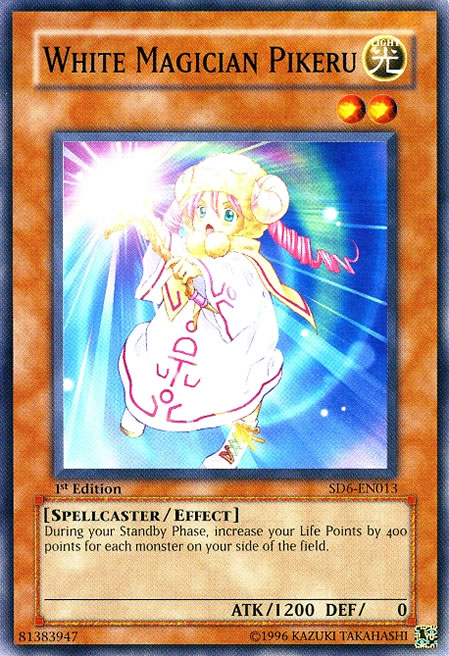 WHITE MAGICIAN PIKERU
LIGHT
光
1st Edition
SD6-EN013
[SPELLCASTER/EFFECT]
During your Standby Phase, increase your Life Points by 400
points for each monster on your side of the field.
ATK/1200 DEF/ 0
81383947
©1996 KAZUKI TAKAHASHI